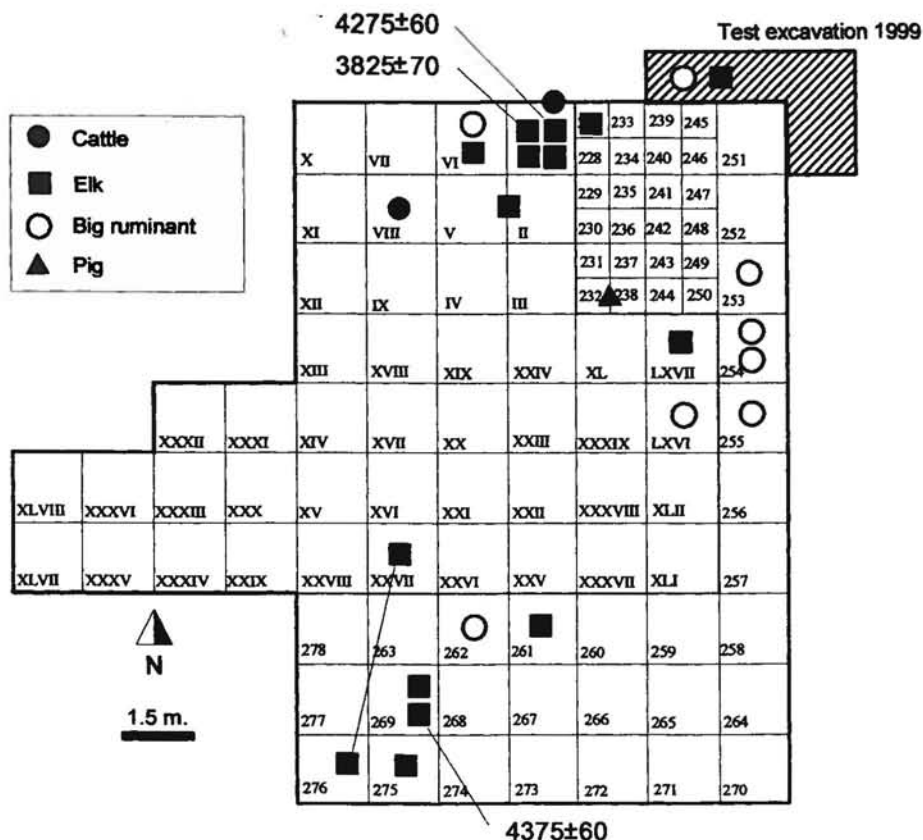 4275±60
3825±70
Test excavation 1999
Cattle
Elk
Big ruminant
Pig
X VII VI 233 239 245
228 234 240 246 251
229 235 241 247
XI VIII V II 230 236 242 248 252
231 237 243 249
XII IX IV III 232 238 244 250 253
XIII XVIII XIX XXIV XL LXVII 254
XXXII XXXI XIV XVII XX XXIII XXXIX LXVI 255
XLVIII XXXVI XXXIII XXX XV XVI XXI XXII XXXVIII XLII 256
XLVII XXXV XXXIV XXIX XXVIII XXVII XXVI XXV XXXVII XLI 257
N
278 263 262 261 260 259 258
1.5 m.
277 269 268 267 266 265 264
276 275 274 273 272 271 270
4375±60